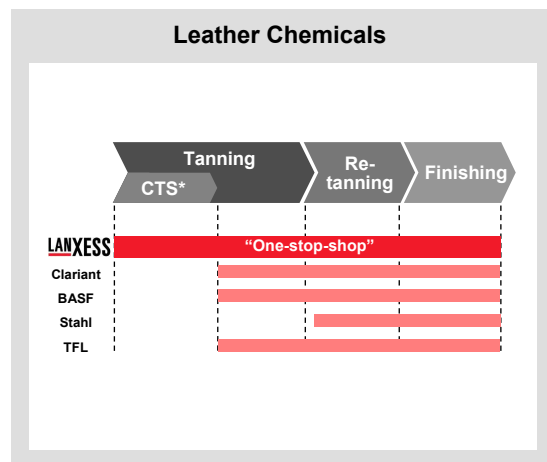 Leather Chemicals
Tanning
CTS*
Re-
tanning
Finishing
LANXESS
“One-stop-shop”
Clariant
BASF
Stahl
TFL